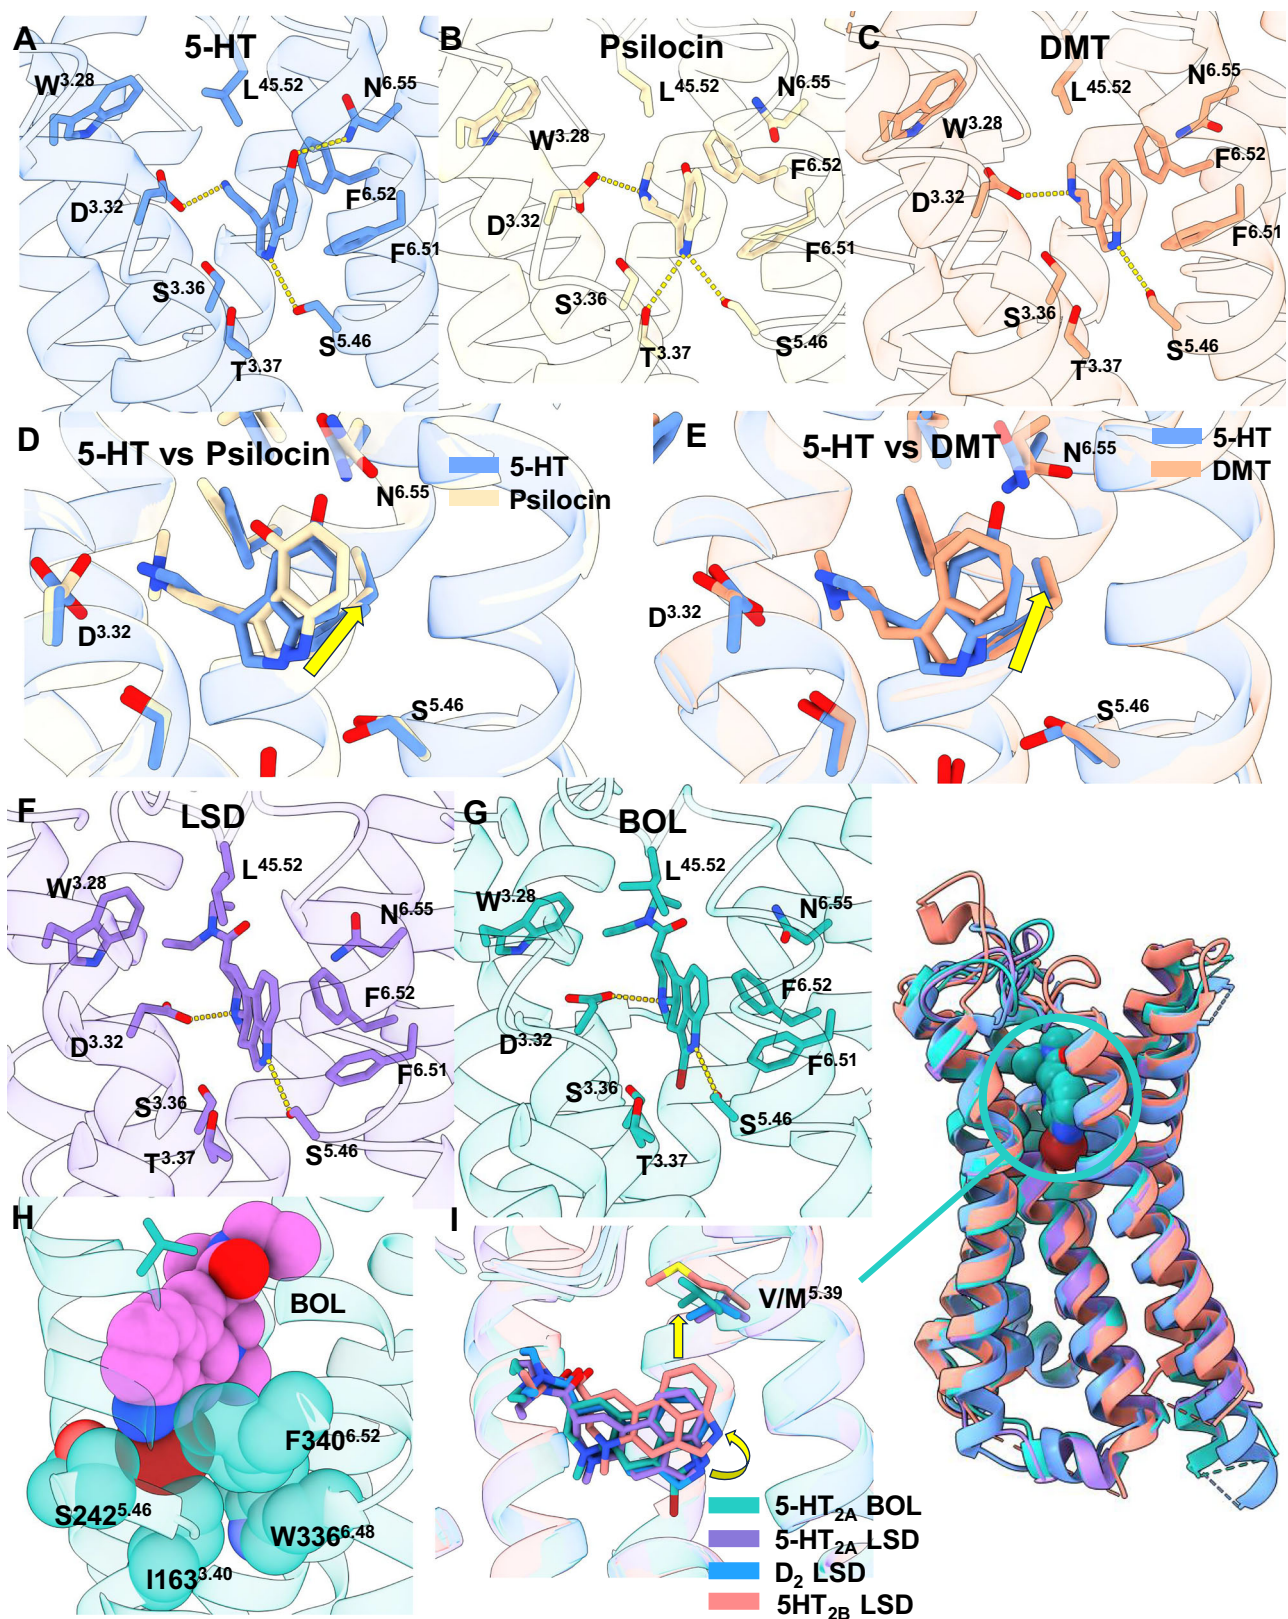 A
5-HT
W3.28
L45.52
N6.55
D3.32
F6.52
F6.51
S3.36
T3.37
S5.46
B
Psilocin
L45.52
N6.55
W3.28
D3.32
F6.52
F6.51
S3.36
T3.37
S5.46
C
DMT
L45.52
N6.55
W3.28
D3.32
F6.52
F6.51
S3.36
T3.37
S5.46
D
5-HT vs Psilocin
5-HT
Psilocin
N6.55
D3.32
S5.46
E
5-HT vs DMT
5-HT
DMT
N6.55
D3.32
S5.46
F
LSD
L45.52
W3.28
N6.55
D3.32
F6.52
F6.51
S3.36
T3.37
S5.46
G
BOL
L45.52
W3.28
N6.55
D3.32
F6.52
F6.51
S3.36
T3.37
S5.46
H
BOL
F3406.52
S2425.46
W3366.48
I1633.40
I
V/M5.39
5-HT2A BOL
5-HT2A LSD
D2 LSD
5HT2B LSD